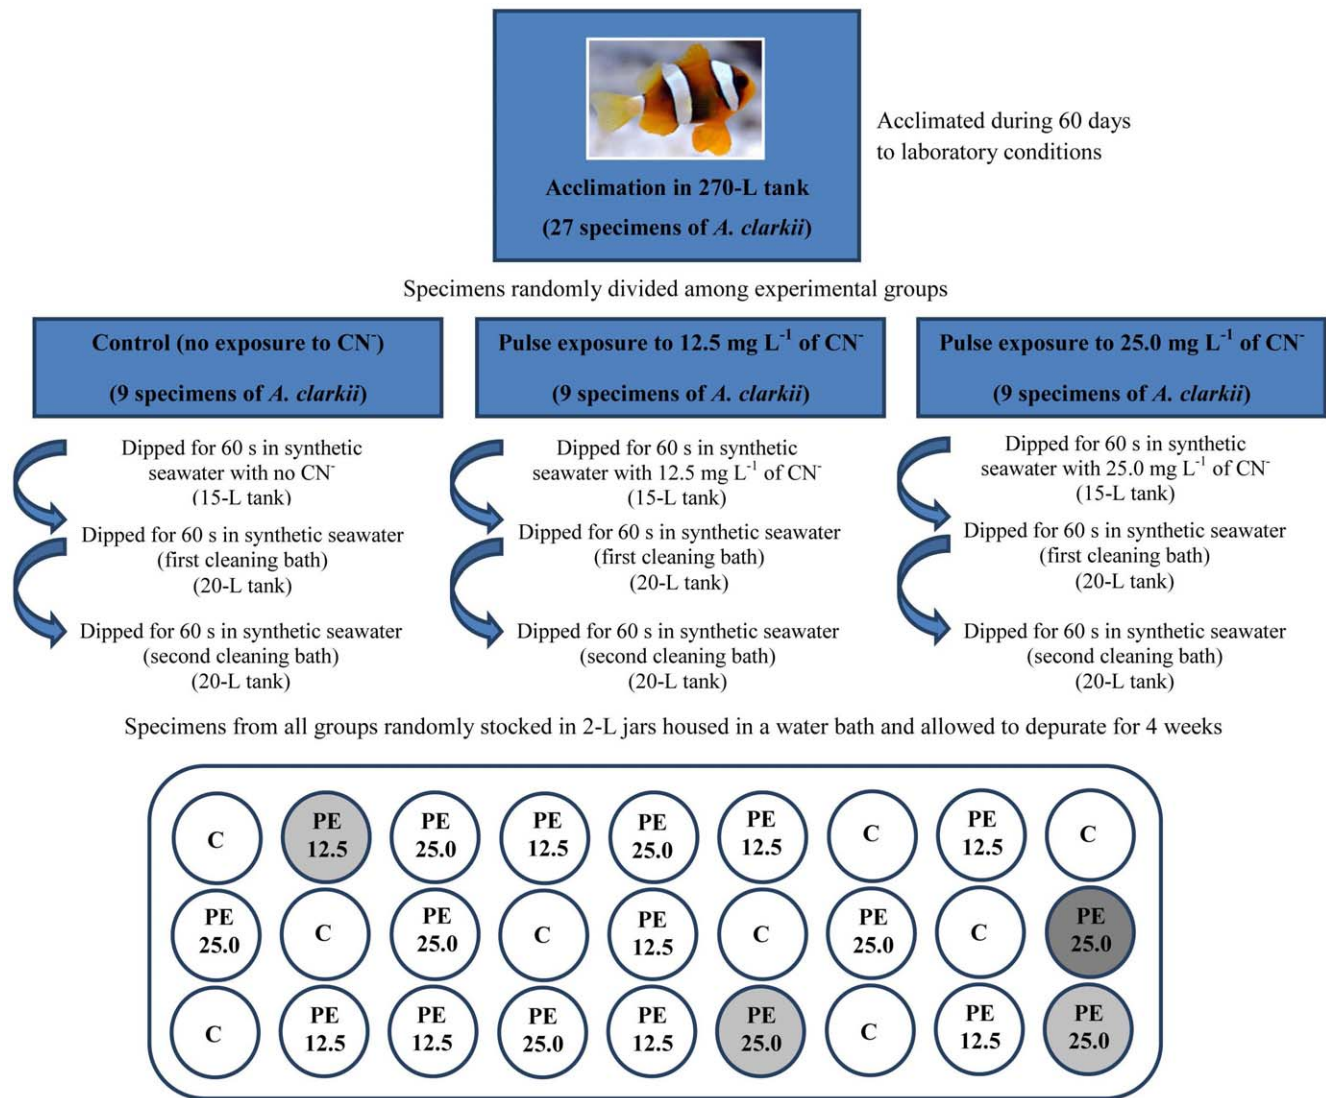 Acclimated during 60 days
to laboratory conditions
Acclimation in 270-L tank
(27 specimens of A. clarkii)
Specimens randomly divided among experimental groups
Control (no exposure to CN⁻)
(9 specimens of A. clarkii)
Pulse exposure to 12.5 mg L⁻¹ of CN⁻
(9 specimens of A. clarkii)
Pulse exposure to 25.0 mg L⁻¹ of CN⁻
(9 specimens of A. clarkii)
Dipped for 60 s in synthetic
seawater with no CN⁻
(15-L tank)
Dipped for 60 s in synthetic seawater
(first cleaning bath)
(20-L tank)
Dipped for 60 s in synthetic seawater
(second cleaning bath)
(20-L tank)
Dipped for 60 s in synthetic
seawater with 12.5 mg L⁻¹ of CN⁻
(15-L tank)
Dipped for 60 s in synthetic seawater
(first cleaning bath)
(20-L tank)
Dipped for 60 s in synthetic seawater
(second cleaning bath)
(20-L tank)
Dipped for 60 s in synthetic
seawater with 25.0 mg L⁻¹ of CN⁻
(15-L tank)
Dipped for 60 s in synthetic seawater
(first cleaning bath)
(20-L tank)
Dipped for 60 s in synthetic seawater
(second cleaning bath)
(20-L tank)
Specimens from all groups randomly stocked in 2-L jars housed in a water bath and allowed to depurate for 4 weeks
C
PE
12.5
PE
25.0
PE
12.5
PE
25.0
PE
12.5
C
PE
12.5
C
PE
25.0
C
PE
25.0
C
PE
12.5
C
PE
25.0
C
PE
25.0
C
PE
12.5
PE
12.5
PE
25.0
PE
12.5
PE
25.0
C
PE
12.5
PE
25.0